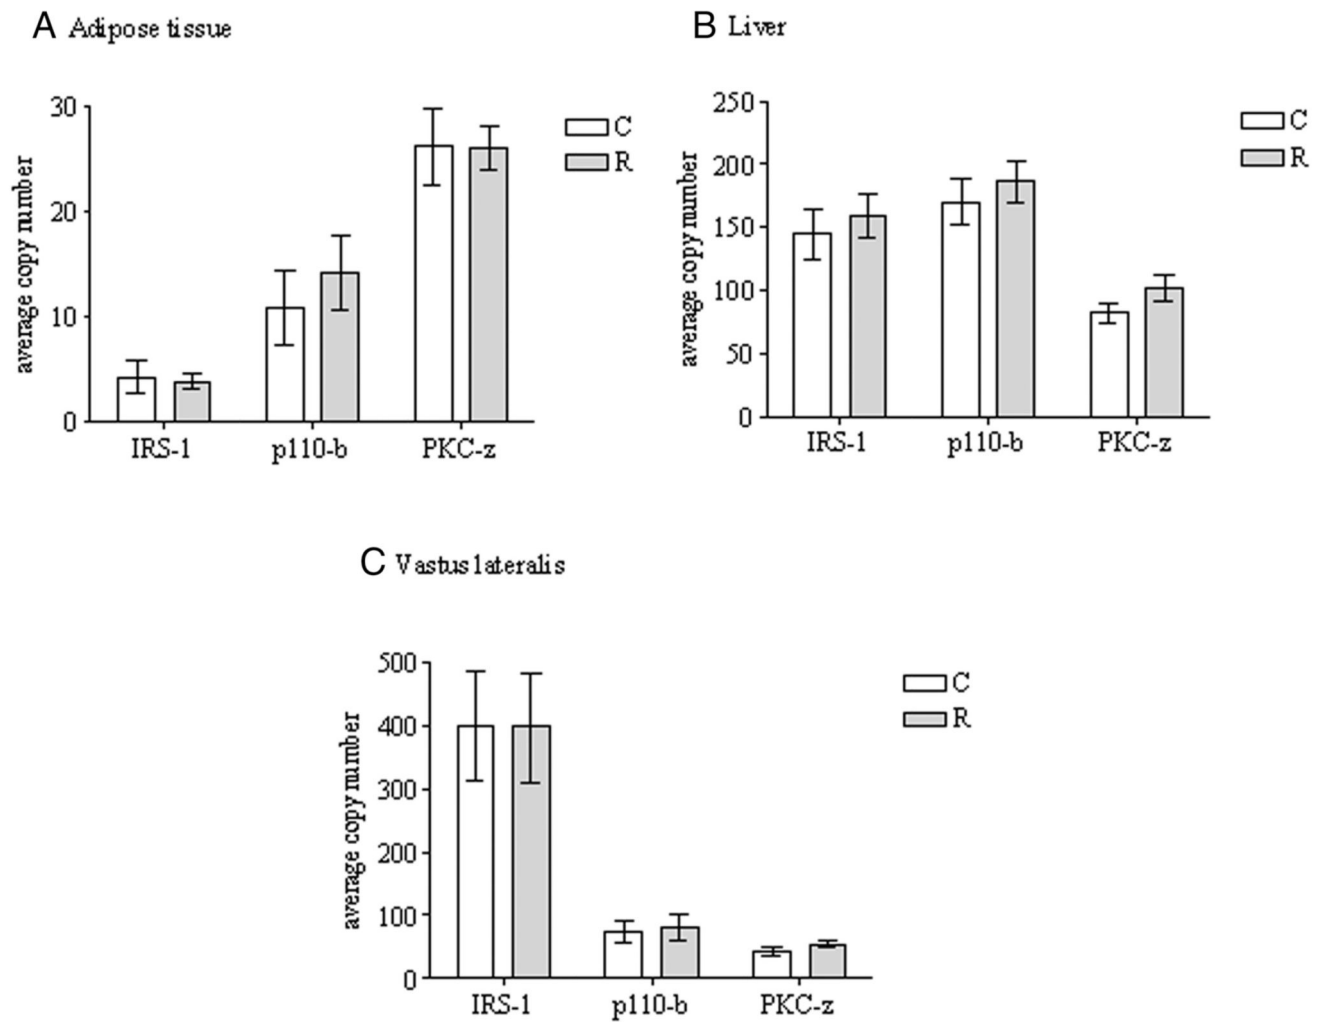 A Adipose tissue
average copy number
30
20
10
0
IRS-1 p110-b PKC-z
C
R
B Liver
average copy number
250
200
150
100
50
0
IRS-1 p110-b PKC-z
C
R
C Vastus lateralis
average copy number
500
400
300
200
100
0
IRS-1 p110-b PKC-z
C
R